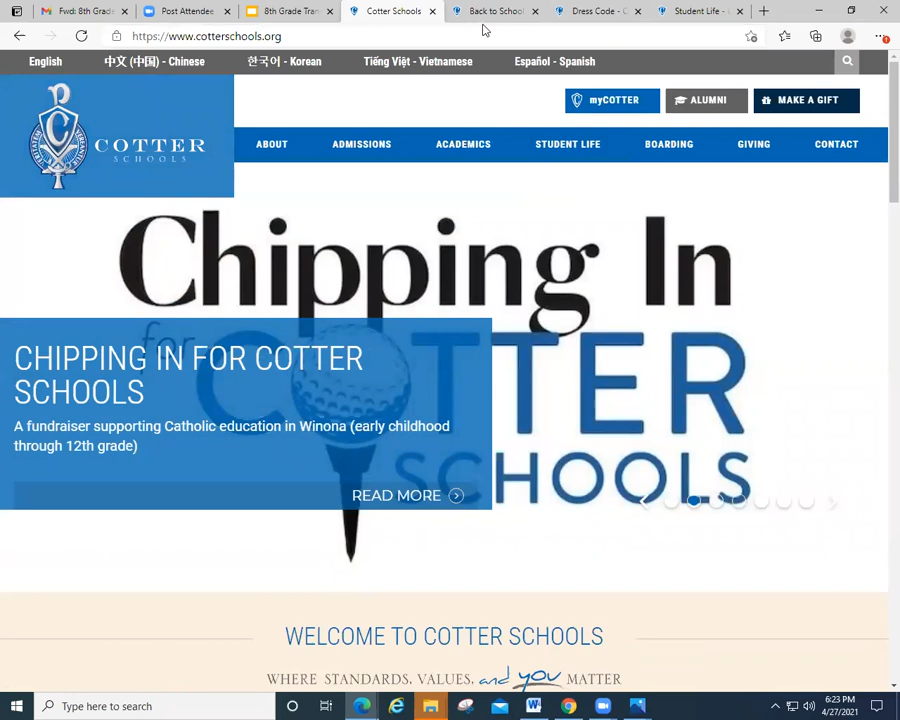 Fwd: 8th Grade
Post Attendee
8th Grade Tran
Cotter Schools
Back to School
Dress Code - C
Student Life - C
https://www.cotterschools.org
English
中文 (中国) - Chinese
한국어 - Korean
Tiếng Việt - Vietnamese
Español - Spanish
myCOTTER
ALUMNI
MAKE A GIFT
COTTER
SCHOOLS
ABOUT
ADMISSIONS
ACADEMICS
STUDENT LIFE
BOARDING
GIVING
CONTACT
Chipping In
for COTTER
SCHOOLS
CHIPPING IN FOR COTTER
SCHOOLS
A fundraiser supporting Catholic education in Winona (early childhood
through 12th grade)
READ MORE
WELCOME TO COTTER SCHOOLS
WHERE STANDARDS, VALUES, and you MATTER
Type here to search
6:23 PM
4/27/2021